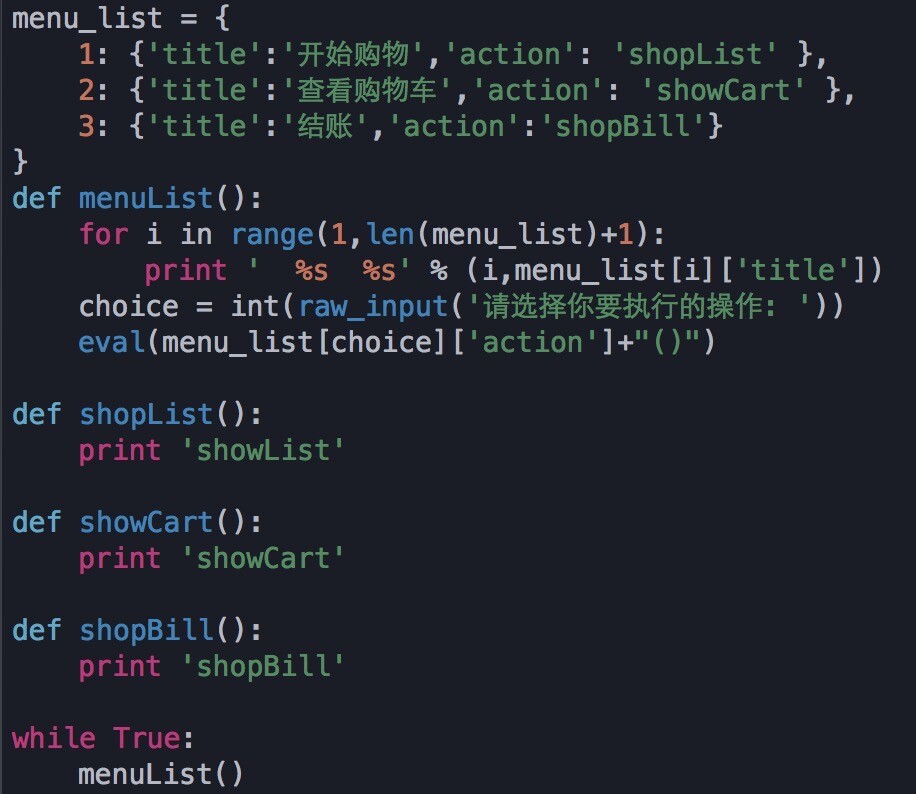 menu_list = {
    1: {'title':'开始购物','action': 'shopList' },
    2: {'title':'查看购物车','action': 'showCart' },
    3: {'title':'结账','action':'shopBill'}
}
def menuList():
    for i in range(1,len(menu_list)+1):
        print '  %s  %s' % (i,menu_list[i]['title'])
    choice = int(raw_input('请选择你要执行的操作: '))
    eval(menu_list[choice]['action']+"()")

def shopList():
    print 'showList'

def showCart():
    print 'showCart'

def shopBill():
    print 'shopBill'

while True:
    menuList()